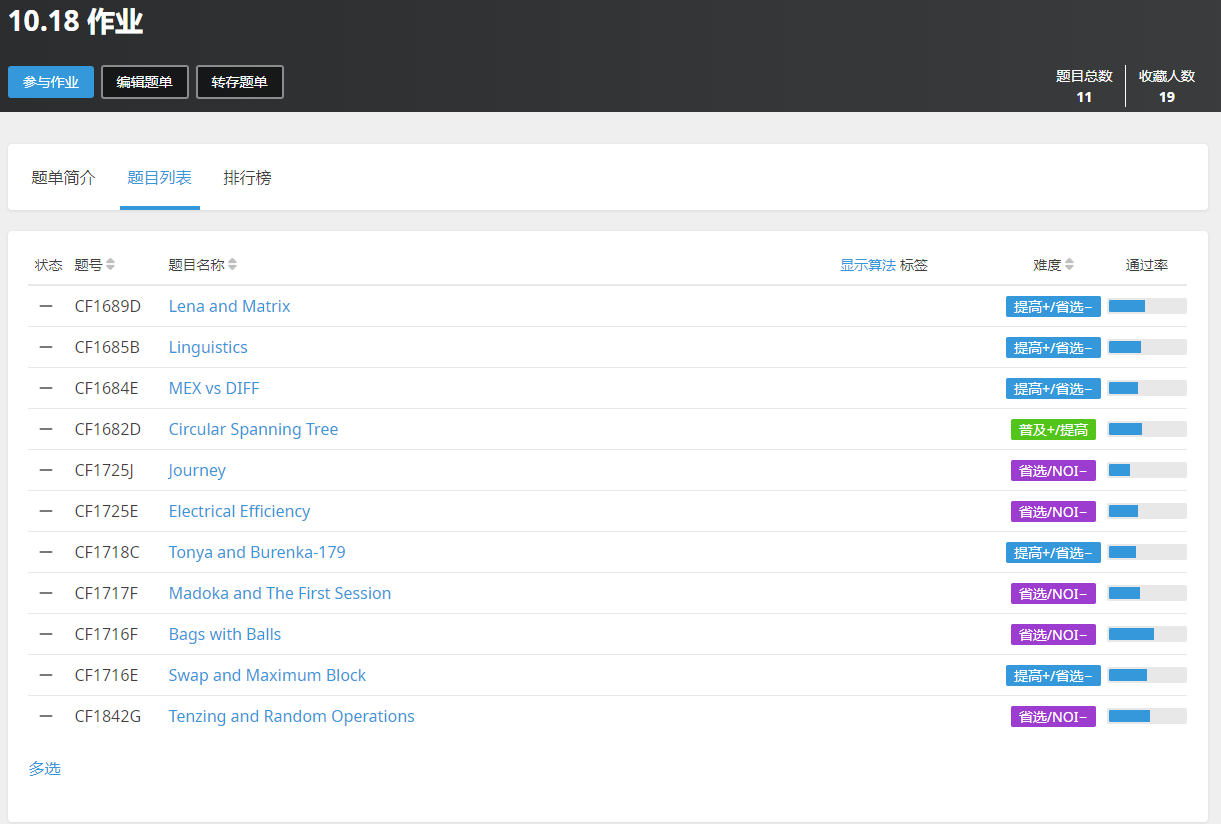 10.18 作业
参与作业 编辑题单 转存题单
题目总数 收藏人数
11 19
题单简介 题目列表 排行榜
状态 题号 题目名称 显示算法 标签 难度 通过率
— CF1689D Lena and Matrix 提高+/省选−
— CF1685B Linguistics 提高+/省选−
— CF1684E MEX vs DIFF 提高+/省选−
— CF1682D Circular Spanning Tree 普及+/提高
— CF1725J Journey 省选/NOI−
— CF1725E Electrical Efficiency 省选/NOI−
— CF1718C Tonya and Burenka-179 提高+/省选−
— CF1717F Madoka and The First Session 省选/NOI−
— CF1716F Bags with Balls 省选/NOI−
— CF1716E Swap and Maximum Block 提高+/省选−
— CF1842G Tenzing and Random Operations 省选/NOI−
多选